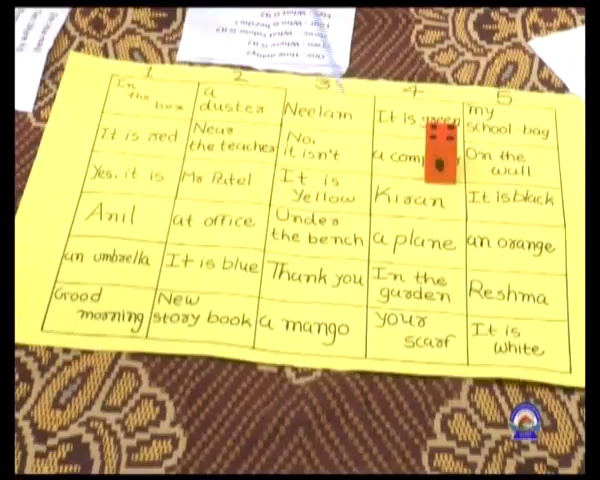 1 2 3 4 5
In the box
a duster
Neelam
It is green
my school-bag
It is red
Near the teacher
No, it isn't
a
On the wull
Yes, it is
Mr Patel
It is Yellow
Kiran
It is black
Anil
at office
Under the bench
a plane
an orange
an umbrella
It is blue
Thank you
In the garden
Reshma
Good morning
New story book
a mango
your scarf
It is white